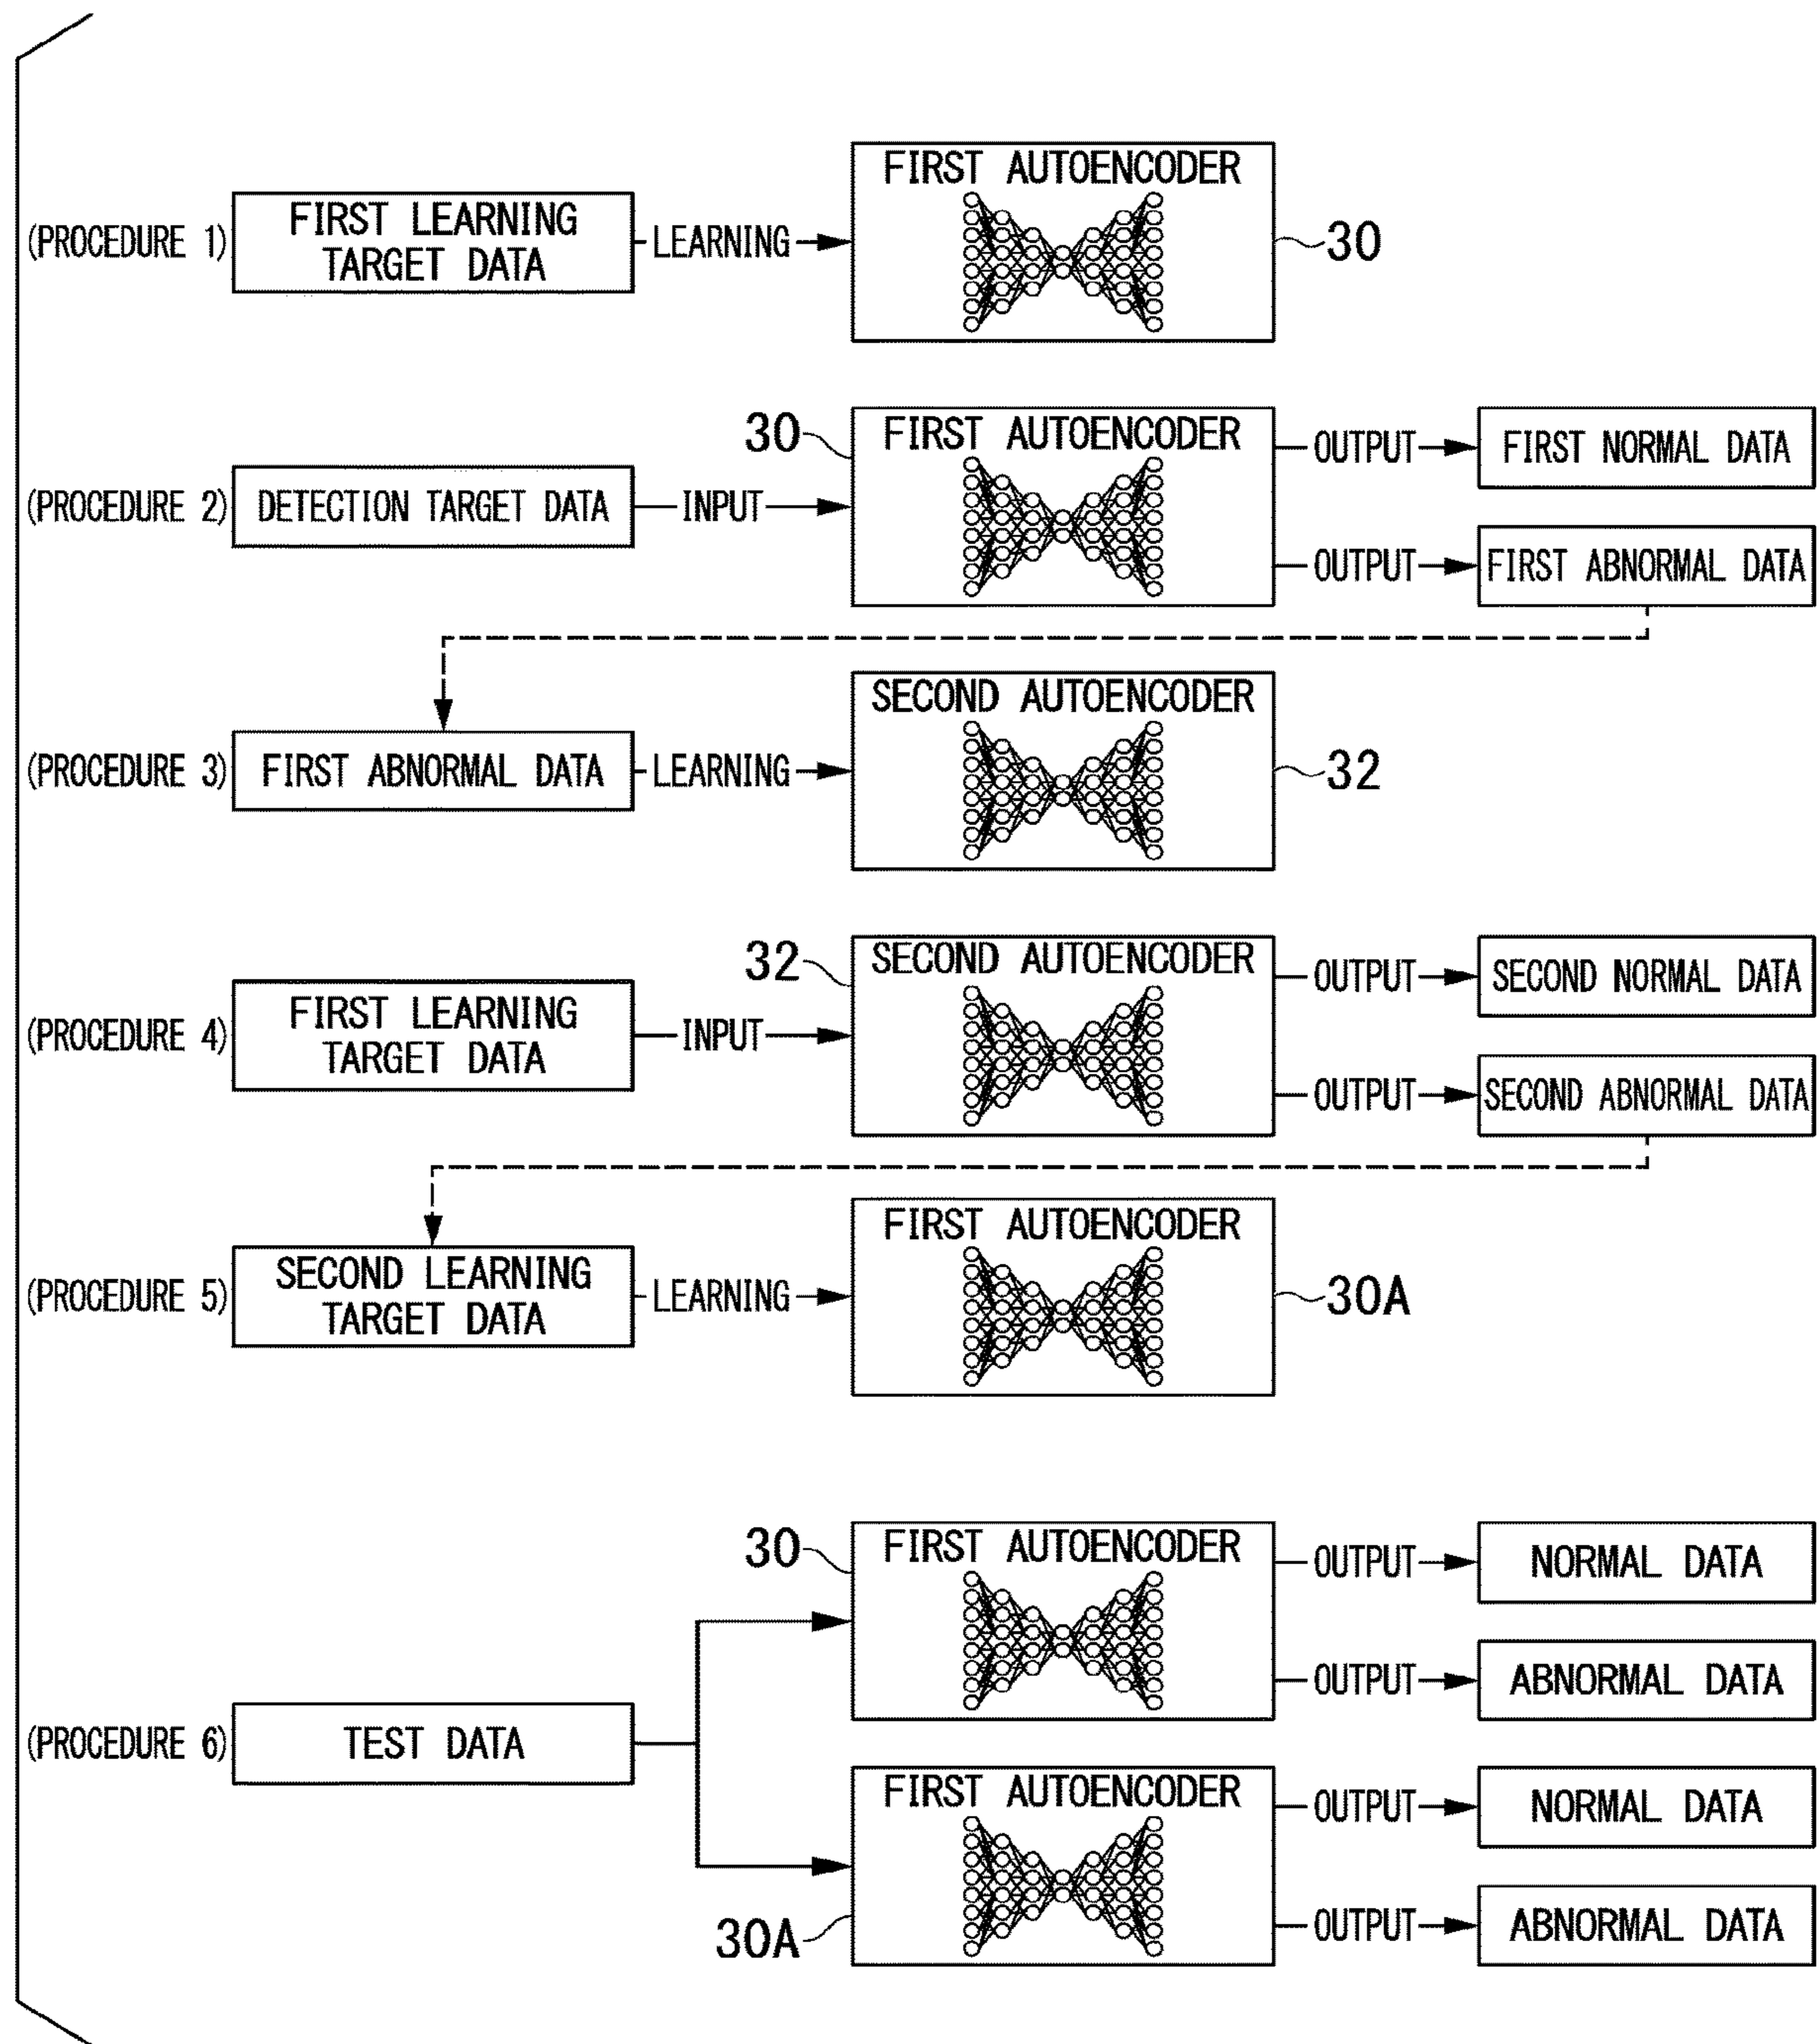 FIRST AUTOENCODER
(PROCEDURE 1)
FIRST LEARNING
TARGET DATA
LEARNING
30
30
FIRST AUTOENCODER
OUTPUT
FIRST NORMAL DATA
(PROCEDURE 2)
DETECTION TARGET DATA
INPUT
OUTPUT
FIRST ABNORMAL DATA
SECOND AUTOENCODER
(PROCEDURE 3)
FIRST ABNORMAL DATA
LEARNING
32
32
SECOND AUTOENCODER
OUTPUT
SECOND NORMAL DATA
(PROCEDURE 4)
FIRST LEARNING
TARGET DATA
INPUT
OUTPUT
SECOND ABNORMAL DATA
FIRST AUTOENCODER
(PROCEDURE 5)
SECOND LEARNING
TARGET DATA
LEARNING
30A
30
FIRST AUTOENCODER
OUTPUT
NORMAL DATA
OUTPUT
ABNORMAL DATA
(PROCEDURE 6)
TEST DATA
FIRST AUTOENCODER
OUTPUT
NORMAL DATA
30A
OUTPUT
ABNORMAL DATA